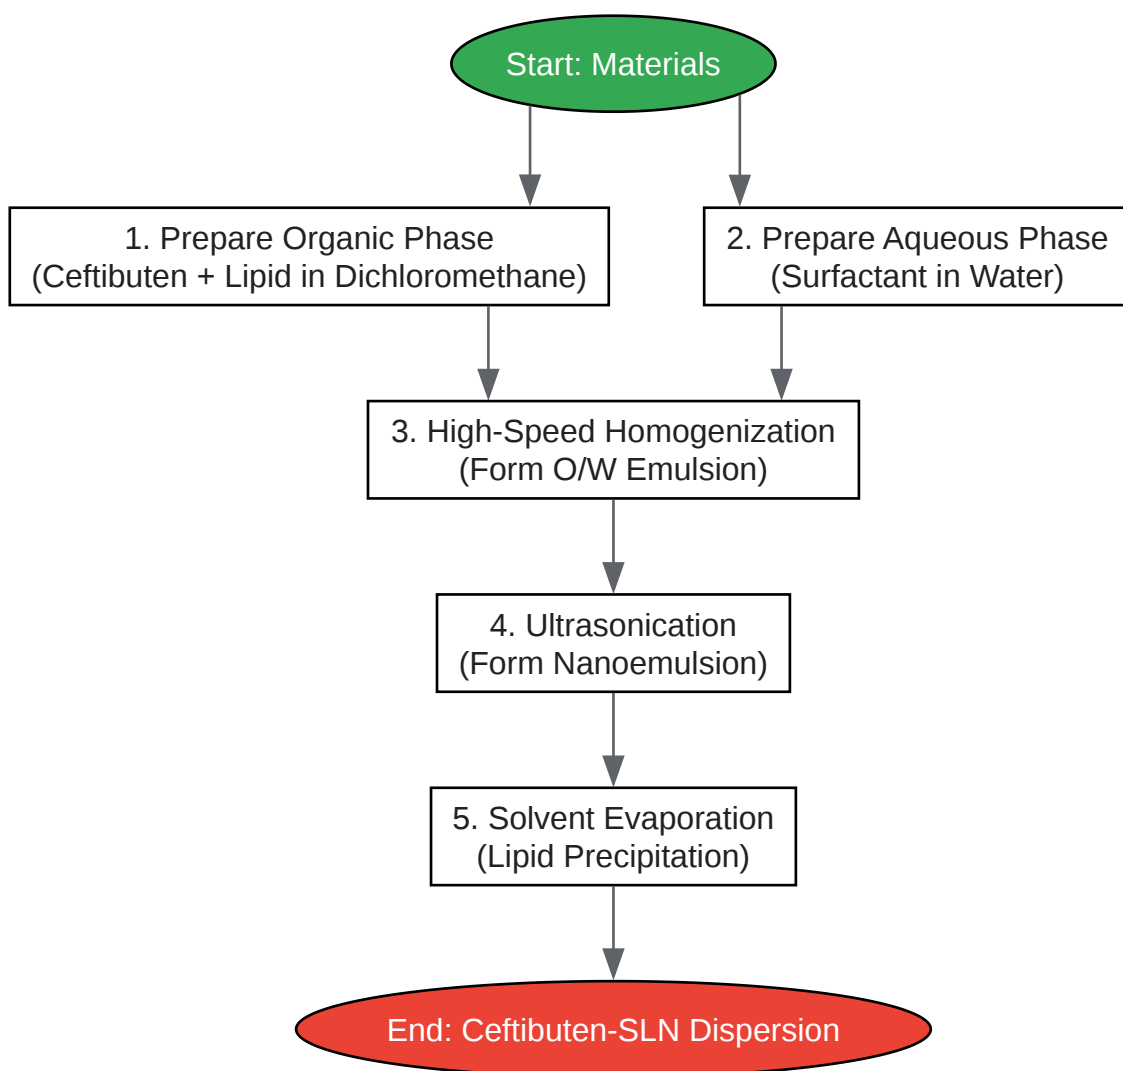 Start: Materials
1. Prepare Organic Phase
(Ceftibuten + Lipid in Dichloromethane)
2. Prepare Aqueous Phase
(Surfactant in Water)
3. High-Speed Homogenization
(Form O/W Emulsion)
4. Ultrasonication
(Form Nanoemulsion)
5. Solvent Evaporation
(Lipid Precipitation)
End: Ceftibuten-SLN Dispersion